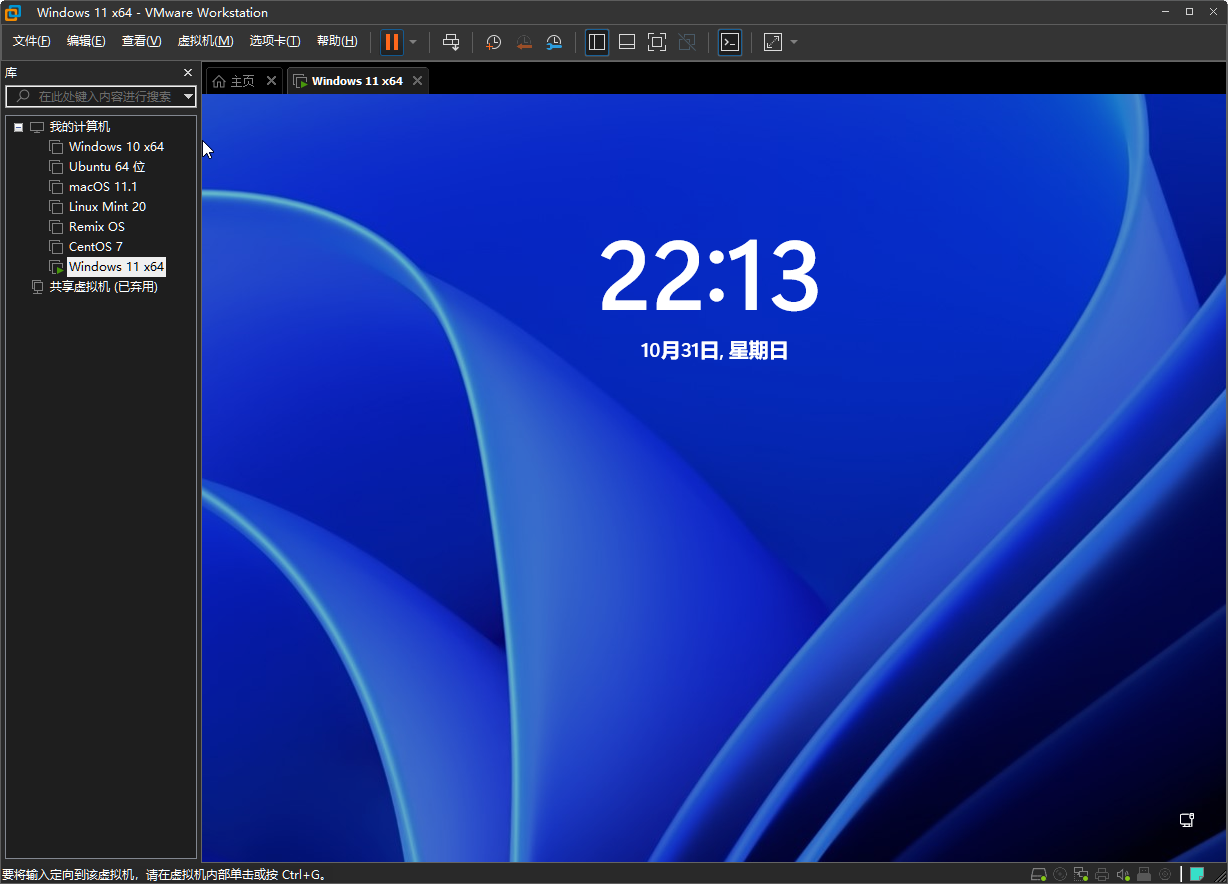 Windows 11 x64 - VMware Workstation
文件(F) 编辑(E) 查看(V) 虚拟机(M) 选项卡(T) 帮助(H)
库
在此处键入内容进行搜索
我的计算机
Windows 10 x64
Ubuntu 64 位
macOS 11.1
Linux Mint 20
Remix OS
CentOS 7
Windows 11 x64
共享虚拟机 (已弃用)
主页
Windows 11 x64
22:13
10月31日, 星期日
要将输入定向到该虚拟机，请在虚拟机内部单击或按 Ctrl+G。